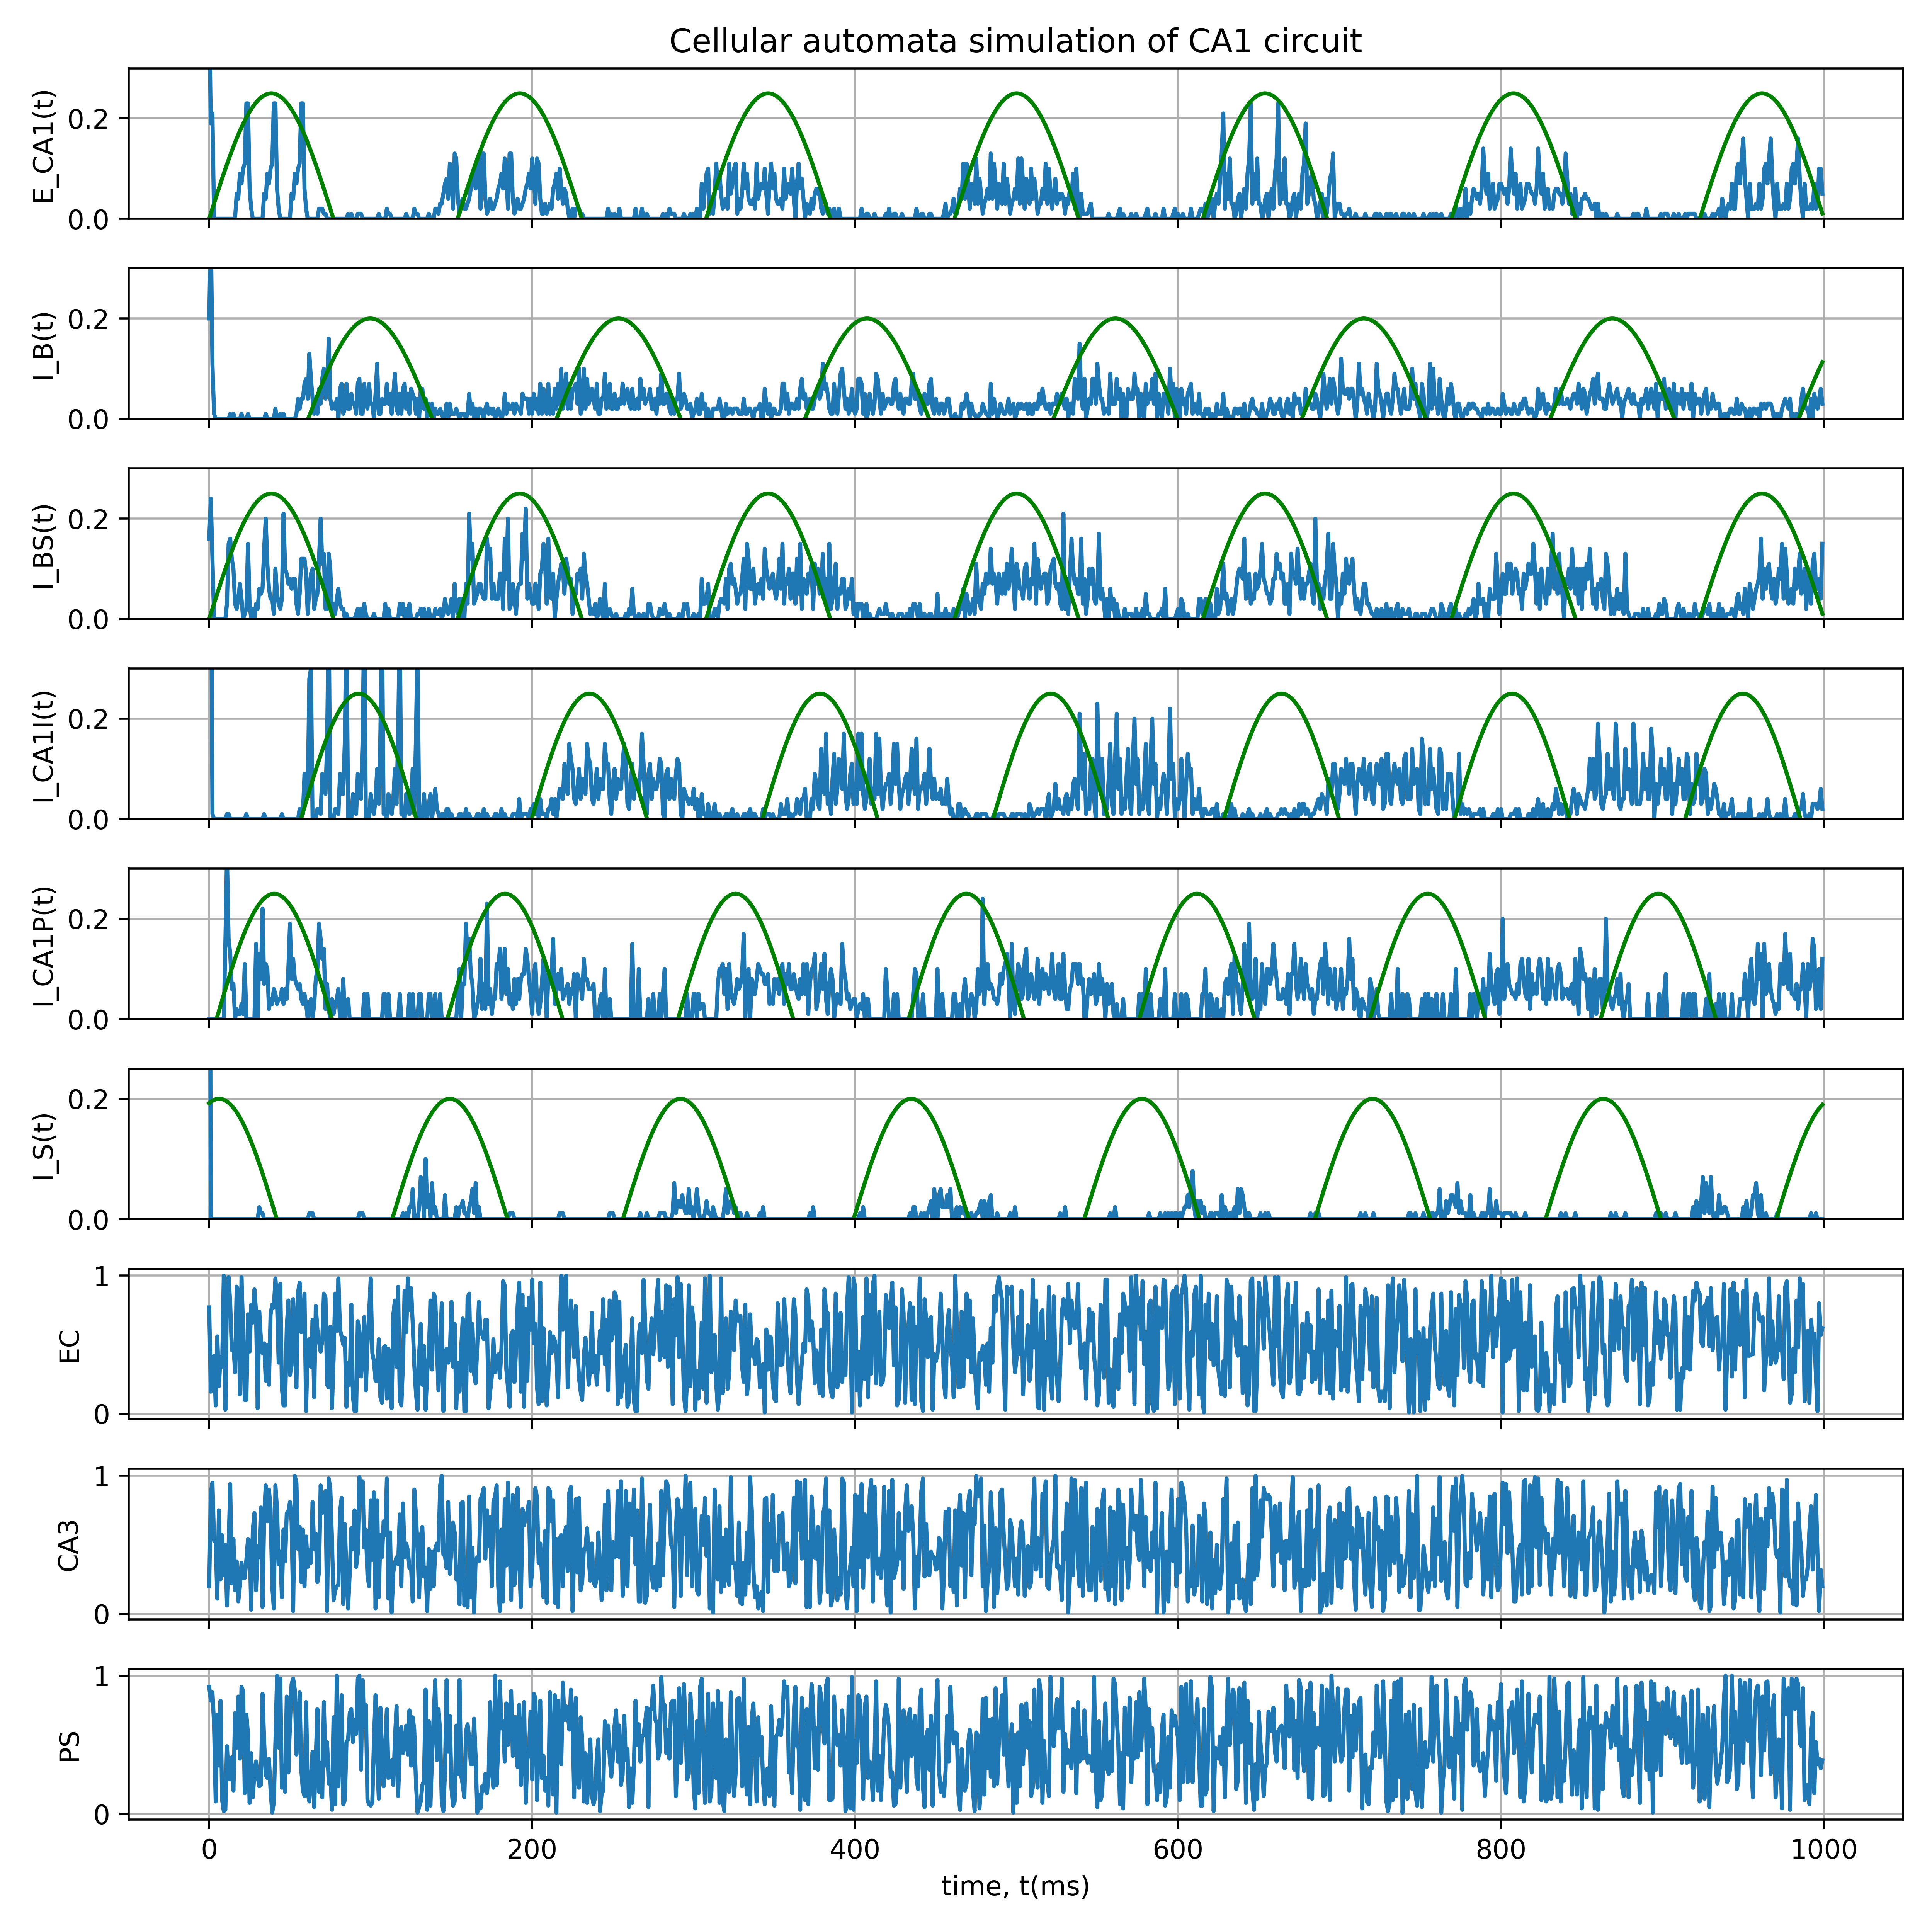 Cellular automata simulation of CA1 circuit
E_CA1(t)
0.2
0.0
I_B(t)
0.2
0.0
I_BS(t)
0.2
0.0
I_CA1I(t)
0.2
0.0
I_CA1P(t)
0.2
0.0
I_S(t)
0.2
0.0
EC
1
0
CA3
1
0
PS
1
0
0 200 400 600 800 1000
time, t(ms)